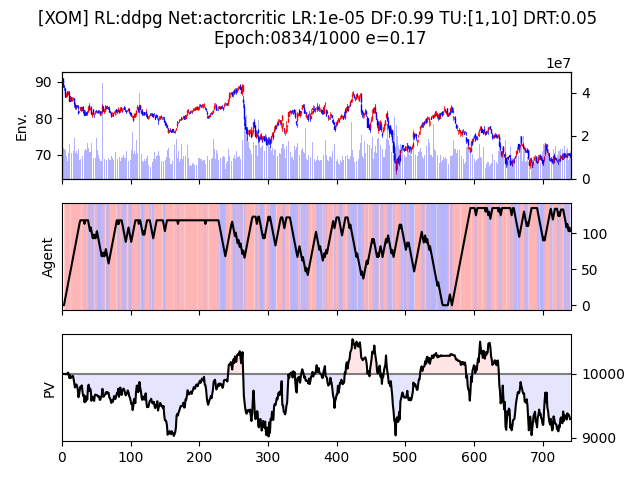 [XOM] RL:ddpg Net:actorcritic LR:1e-05 DF:0.99 TU:[1,10] DRT:0.05
Epoch:0834/1000 e=0.17
1e7
Env.
90
80
70
4
2
0
Agent
100
50
0
PV
10000
9000
0 100 200 300 400 500 600 700